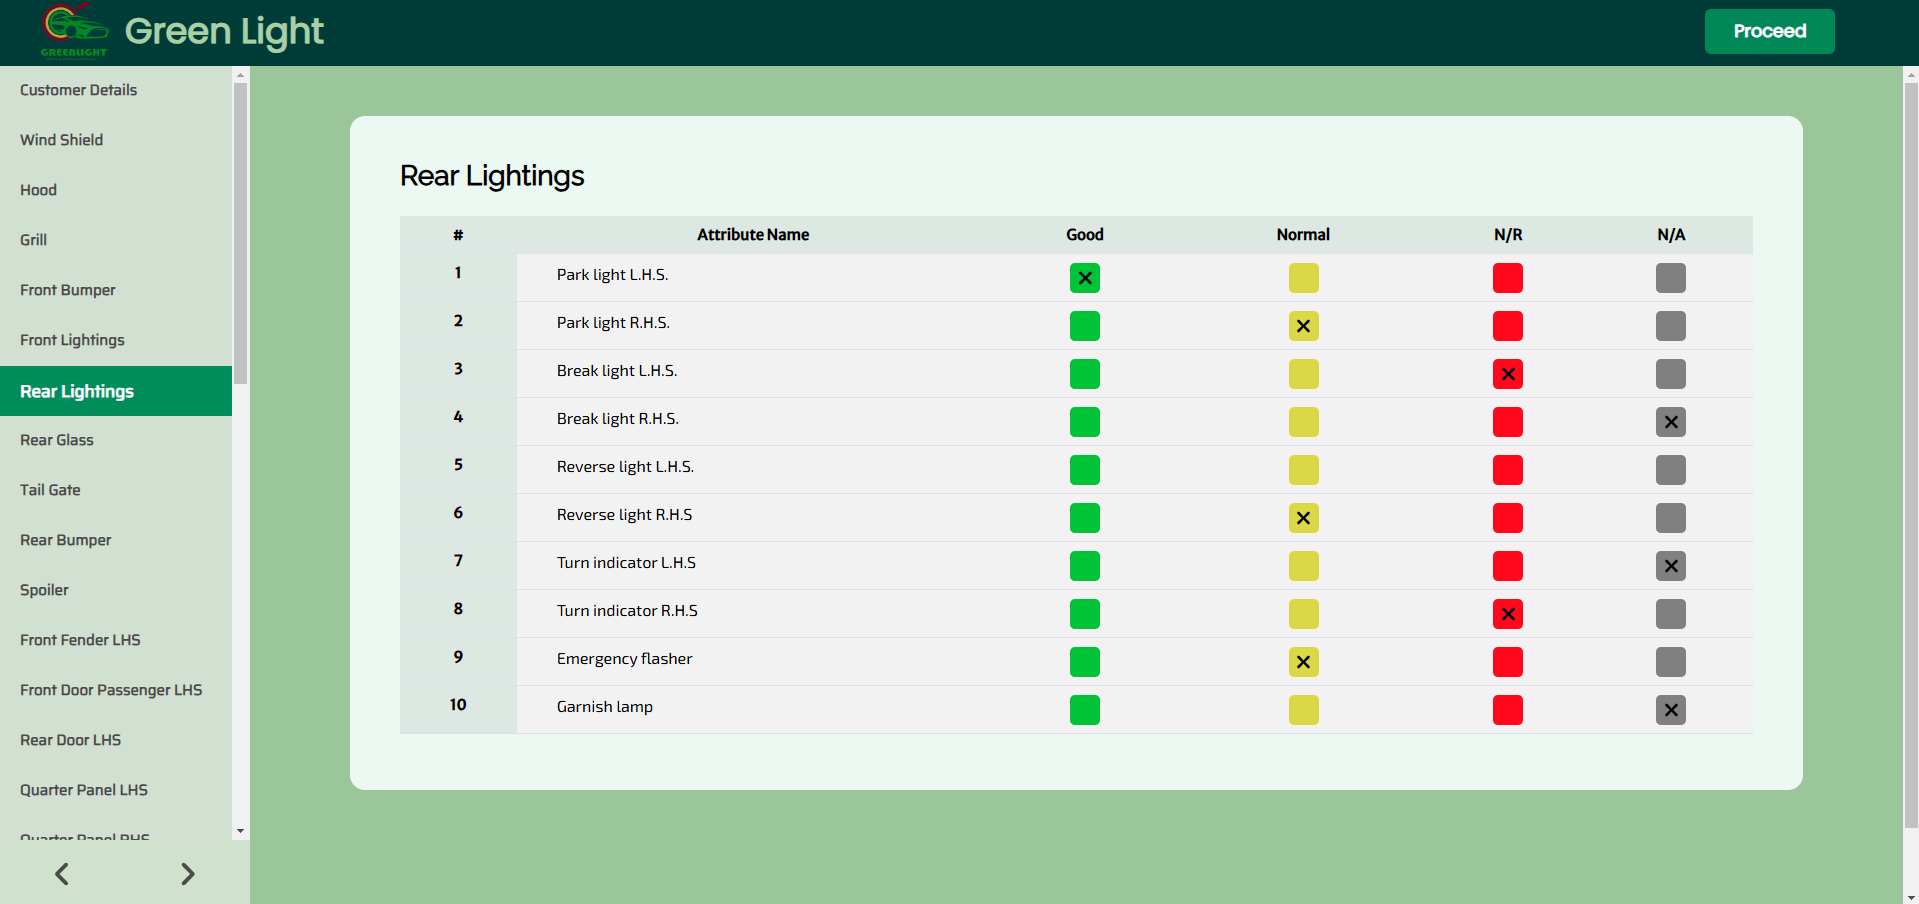 GREENLIGHT
Green Light
Proceed
Customer Details
Wind Shield
Hood
Grill
Front Bumper
Front Lightings
Rear Lightings
Rear Glass
Tail Gate
Rear Bumper
Spoiler
Front Fender LHS
Front Door Passenger LHS
Rear Door LHS
Quarter Panel LHS
Quarter Panel RHS
Rear Lightings
# Attribute Name Good Normal N/R N/A
1 Park light L.H.S.
2 Park light R.H.S.
3 Break light L.H.S.
4 Break light R.H.S.
5 Reverse light L.H.S.
6 Reverse light R.H.S
7 Turn indicator L.H.S
8 Turn indicator R.H.S
9 Emergency flasher
10 Garnish lamp